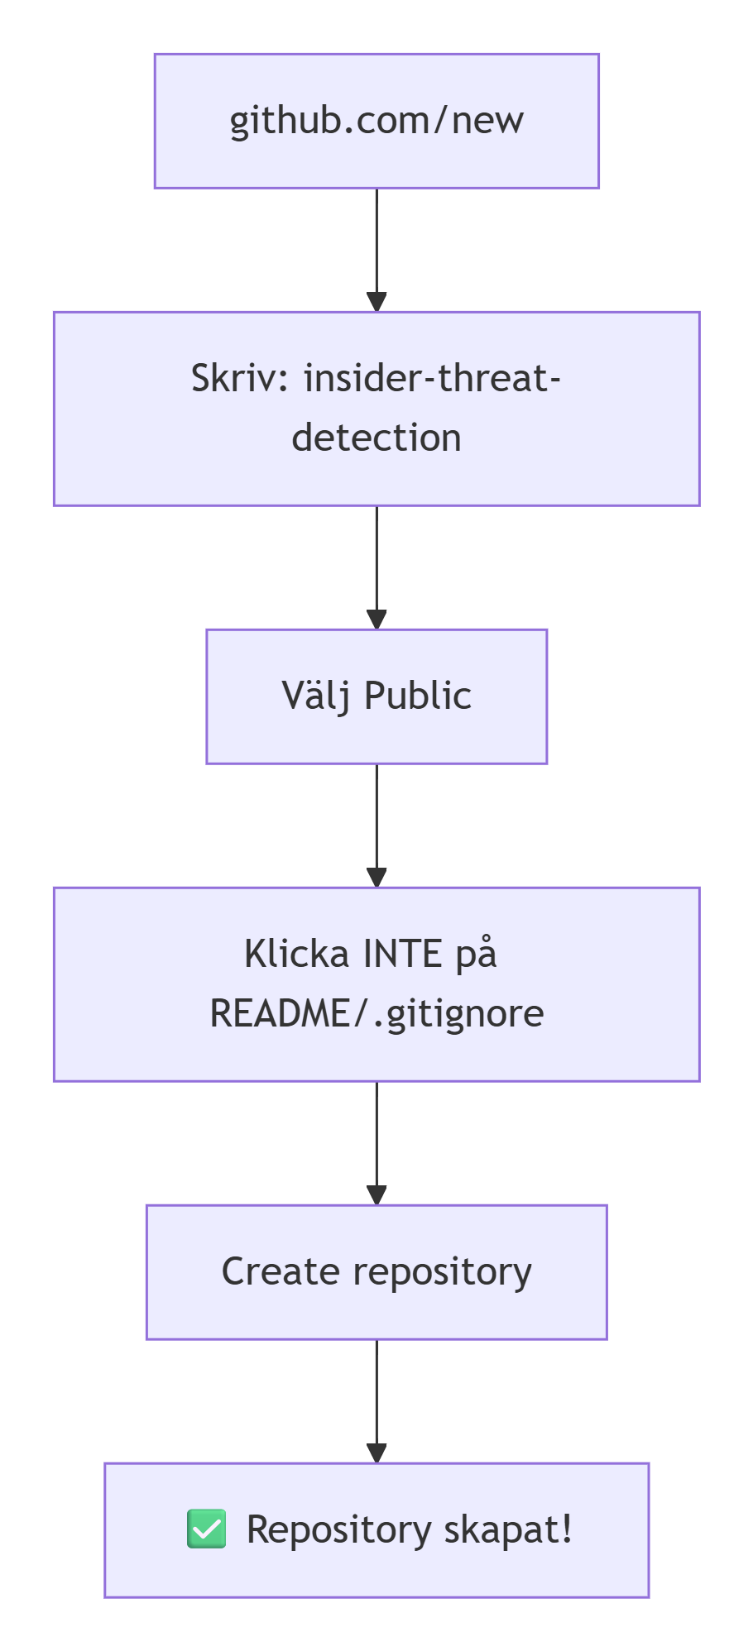 github.com/new
Skriv: insider-threat-
detection
Välj Public
Klicka INTE på
README/.gitignore
Create repository
✅ Repository skapat!